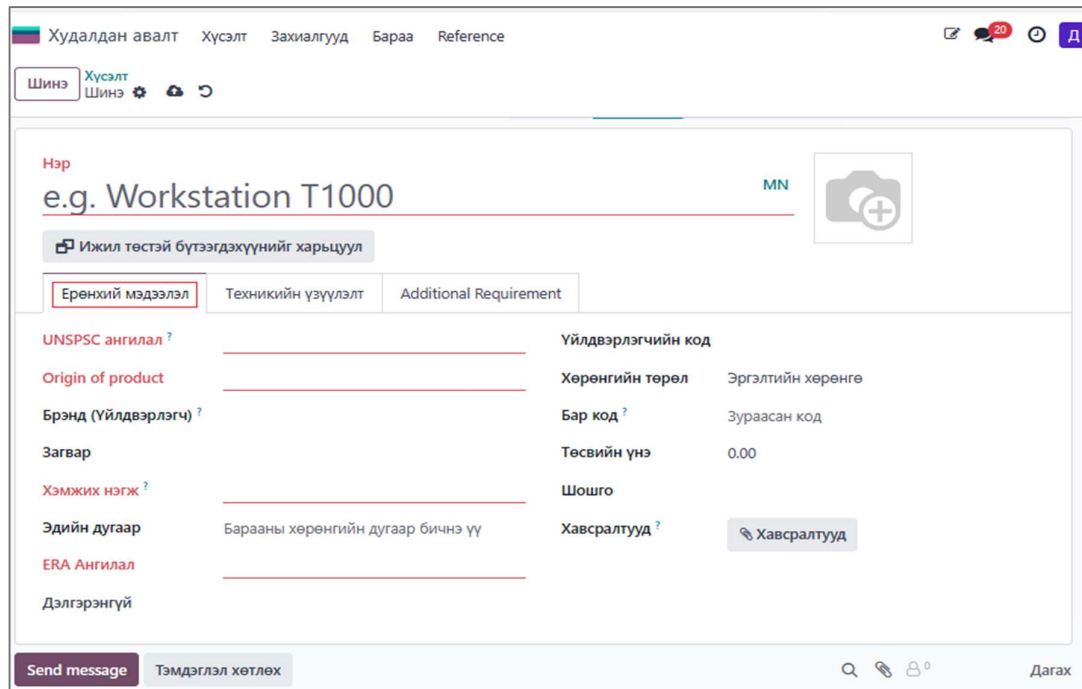 Худалдан авалт Хүсэлт Захиалгууд Бараа Reference 20 Д
Шинэ Хүсэлт
Шинэ
Нэр
e.g. Workstation T1000 MN
Ижил төстэй бүтээгдэхүүнийг харьцуул
Ерөнхий мэдээлэл Техникийн үзүүлэлт Additional Requirement
UNSPSC ангилал ? Үйлдвэрлэгчийн код
Origin of product Хөрөнгийн төрөл Эргэлтийн хөрөнгө
Брэнд (Үйлдвэрлэгч) ? Бар код ? Зураасан код
Загвар Төсвийн үнэ 0.00
Хэмжих нэгж ? Шошго
Эдийн дугаар Барааны хөрөнгийн дугаар бичнэ үү Хавсралтууд ? Хавсралтууд
ERA Ангилал
Дэлгэрэнгүй
Send message Тэмдэглэл хөтлөх 0 Дагах